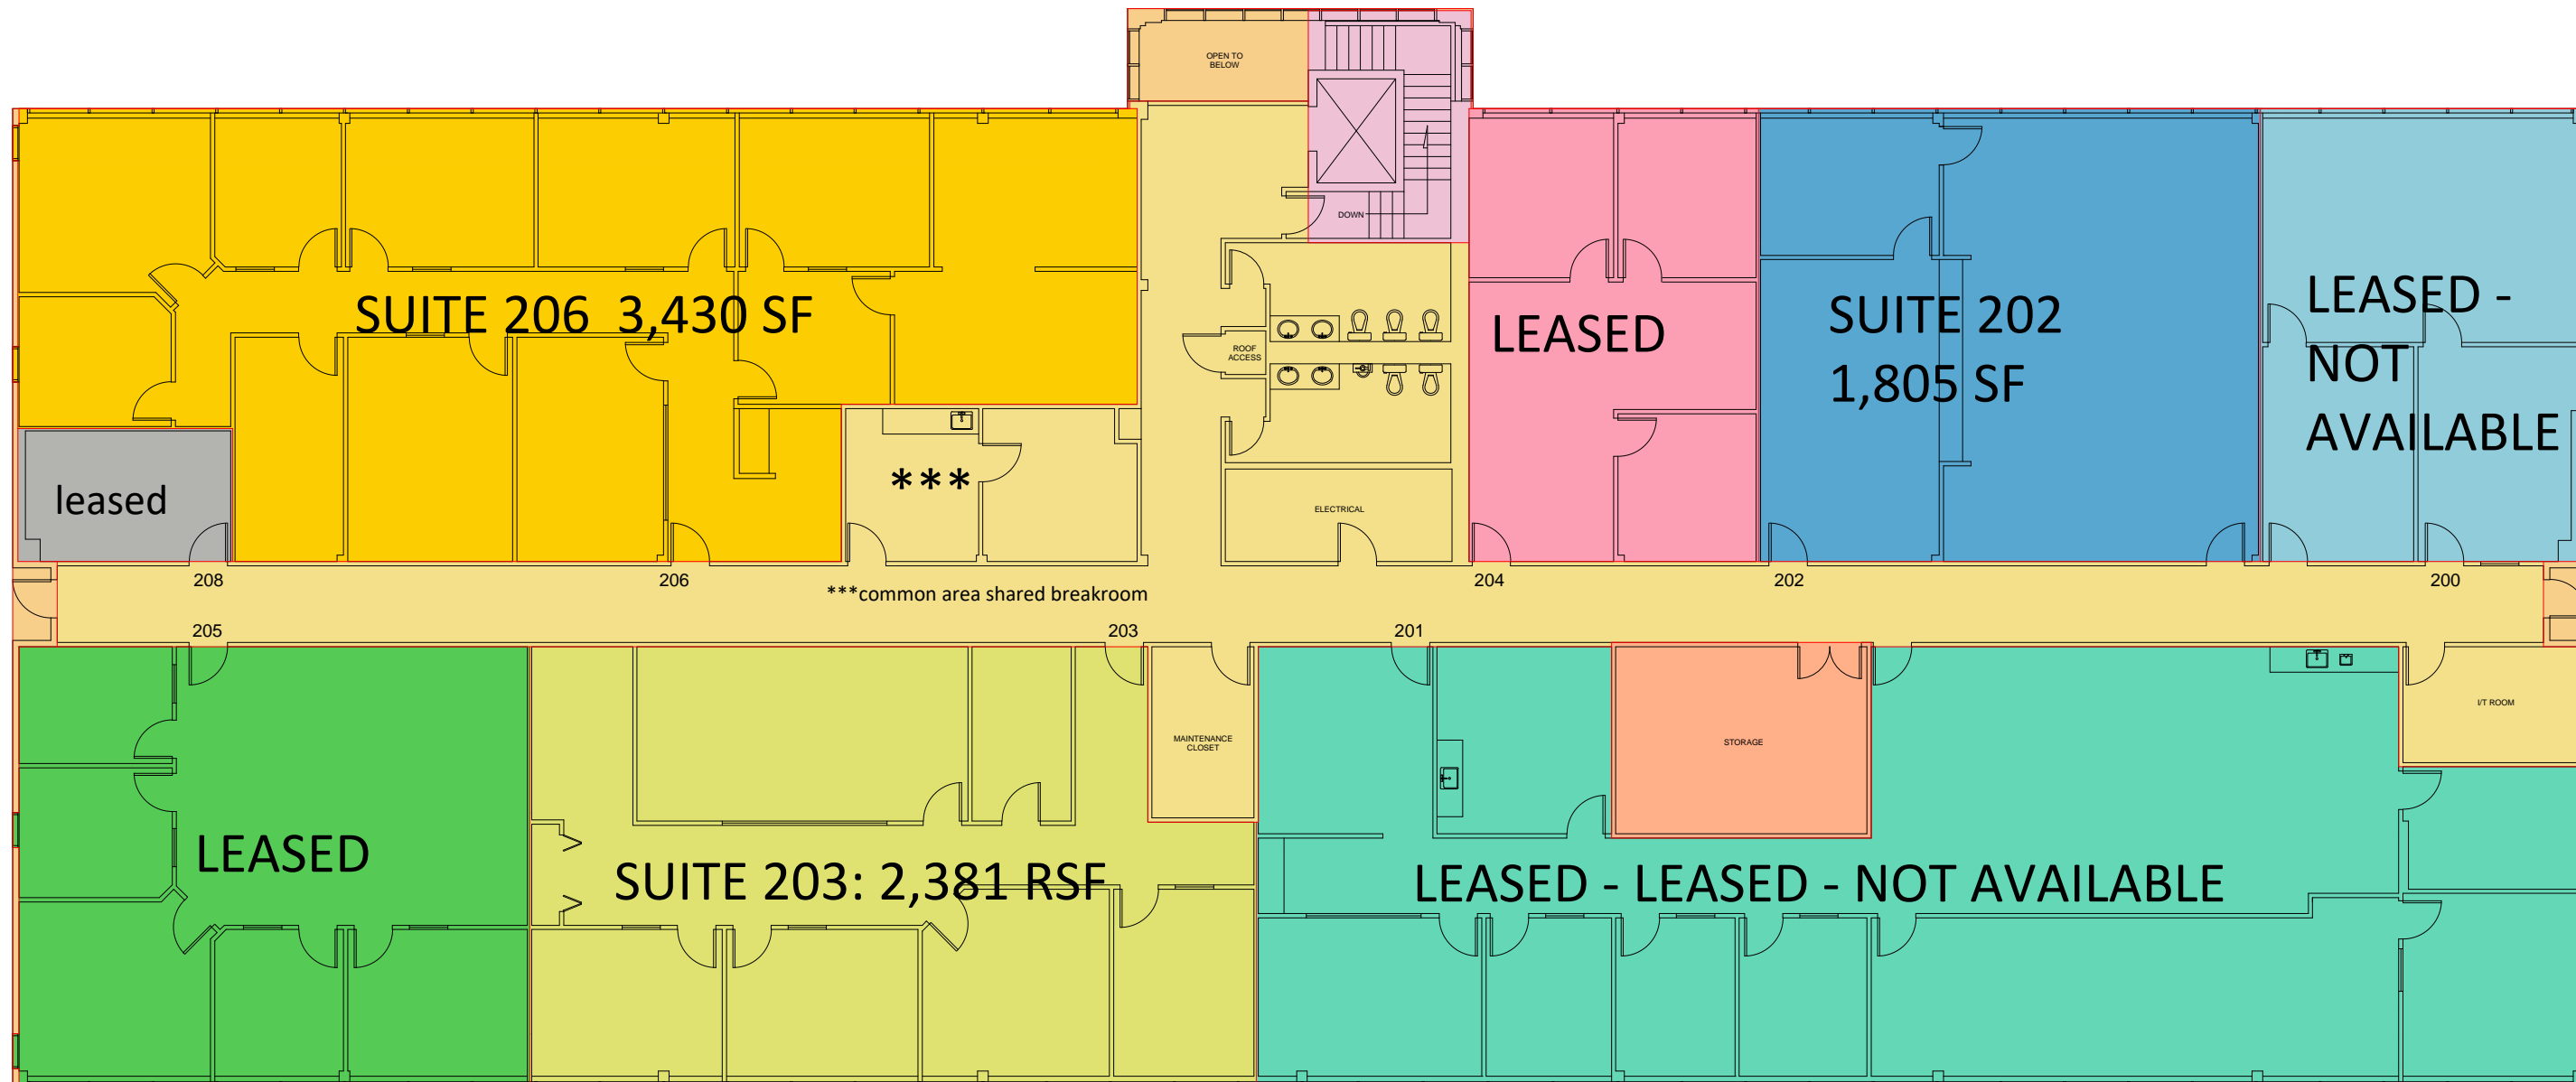 OPEN TO
BELOW
DOWN
SUITE 206  3,430 SF
ROOF
ACCESS
LEASED
SUITE 202
1,805 SF
LEASED -
NOT
AVAILABLE
leased
***
ELECTRICAL
208
206
***common area shared breakroom
204
202
200
205
203
201
MAINTENANCE
CLOSET
STORAGE
I/T ROOM
LEASED
SUITE 203: 2,381 RSF
LEASED - LEASED - NOT AVAILABLE